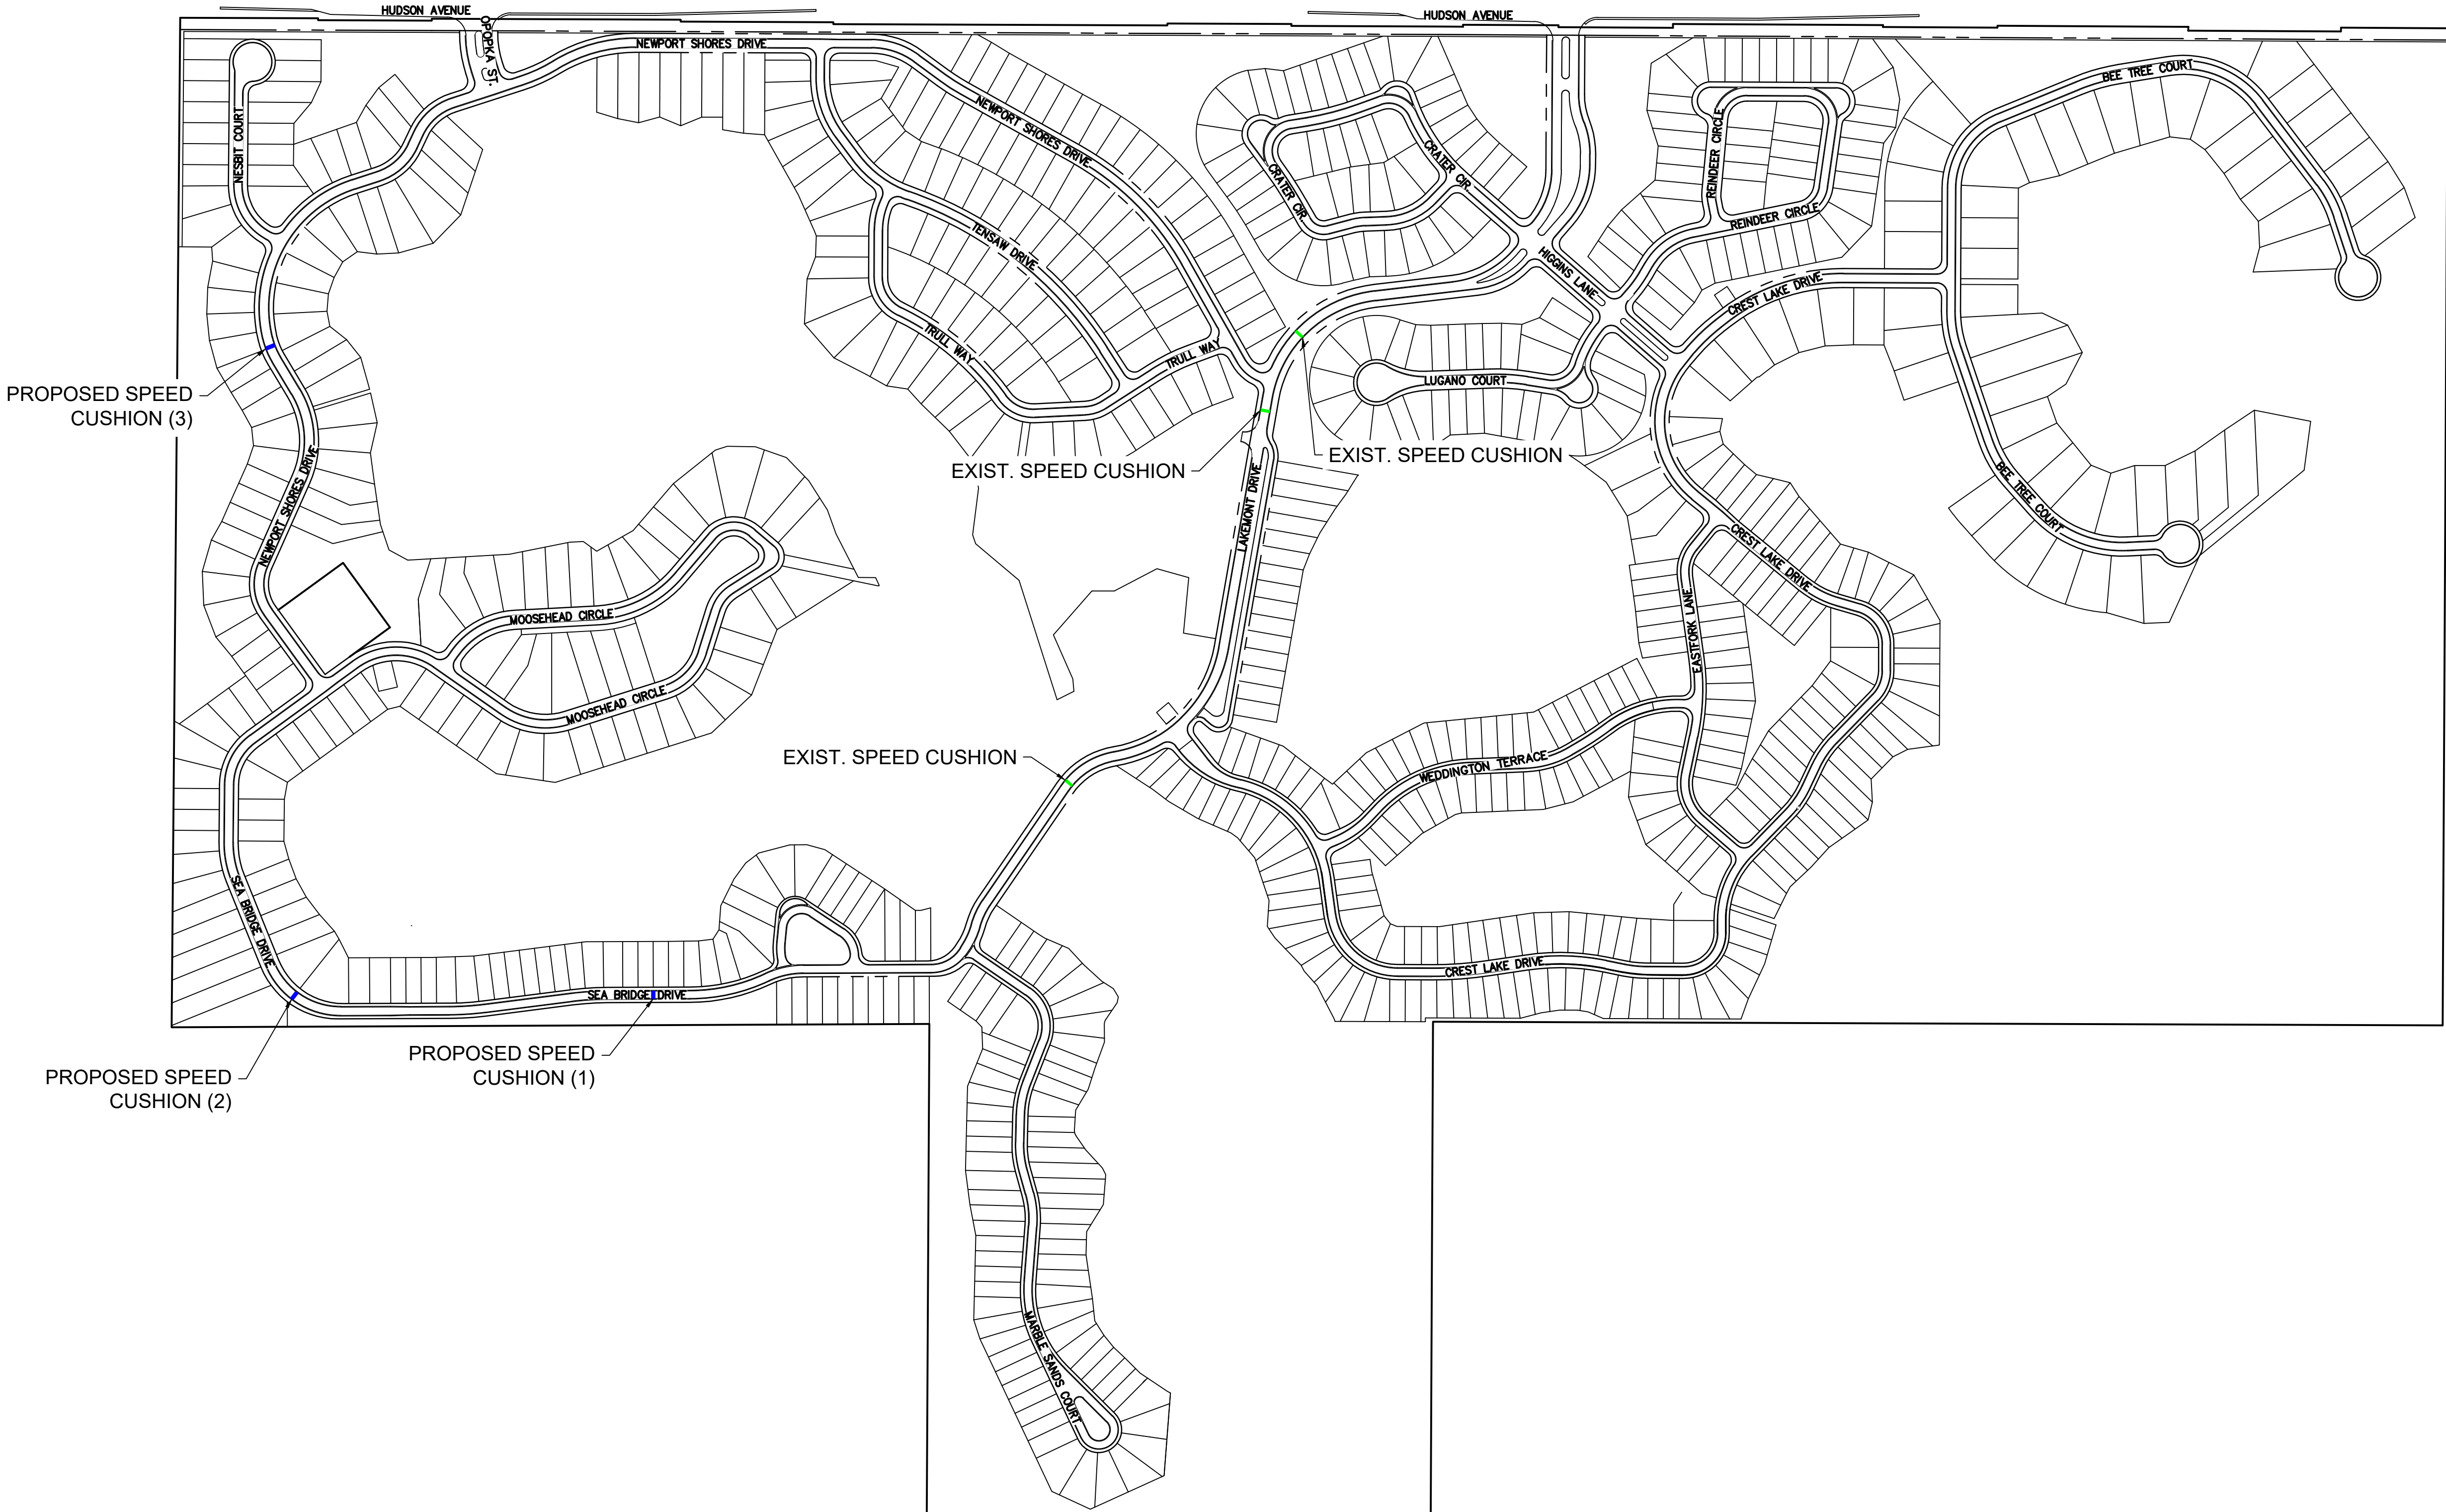 HUDSON AVENUE
HUDSON AVENUE
OPOPKA ST.
NEWPORT SHORES DRIVE
BEE TREE COURT
NESBIT COURT
NEWPORT SHORES DRIVE
CRATER CIR.
CRATER CIR.
REINDEER CIRCLE
REINDEER CIRCLE
TENSAW DRIVE
HIGGINS LANE
CREST LAKE DRIVE
TRULL WAY
TRULL WAY
LUGANO COURT
PROPOSED SPEED
CUSHION (3)
EXIST. SPEED CUSHION
EXIST. SPEED CUSHION
NEWPORT SHORES DRIVE
LAKEMONT DRIVE
BEE TREE COURT
CREST LAKE DRIVE
MOOSEHEAD CIRCLE
EASTFORK LANE
MOOSEHEAD CIRCLE
EXIST. SPEED CUSHION
WEDDINGTON TERRACE
SEA BRIDGE DRIVE
CREST LAKE DRIVE
SEA BRIDGE DRIVE
PROPOSED SPEED
CUSHION (1)
PROPOSED SPEED
CUSHION (2)
MARBLE SANDS COURT